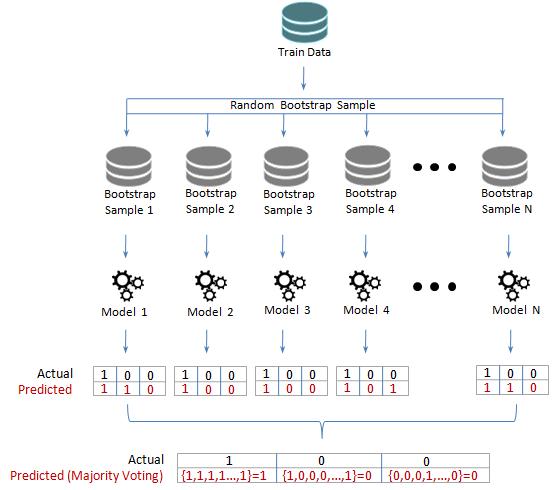 Train Data
Random Bootstrap Sample
Bootstrap Sample 1
Bootstrap Sample 2
Bootstrap Sample 3
Bootstrap Sample 4
Bootstrap Sample N
Model 1
Model 2
Model 3
Model 4
Model N
Actual 1 0 0 1 0 0 1 0 0 1 0 0 1 0 0
Predicted 1 1 0 1 0 0 1 0 0 1 0 1 1 1 0
Actual 1 0 0
Predicted (Majority Voting) {1,1,1,1...,1}=1 {1,0,0,0,...,1}=0 {0,0,0,1,...,0}=0